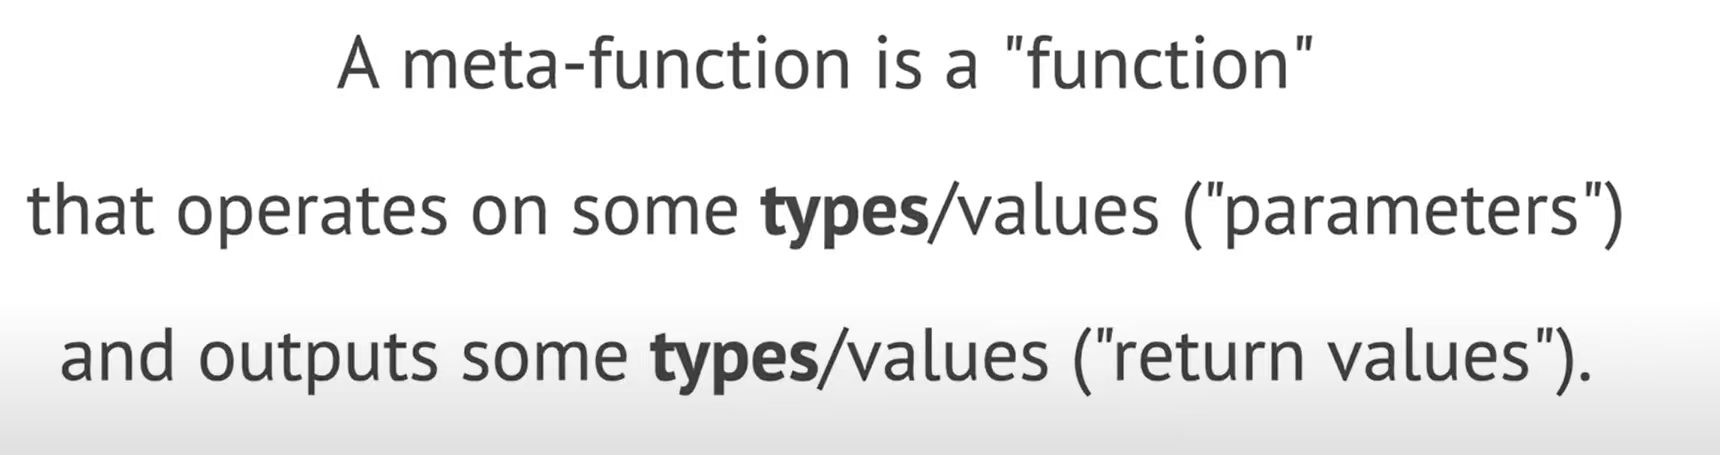 A meta-function is a "function"
that operates on some types/values ("parameters")
and outputs some types/values ("return values").